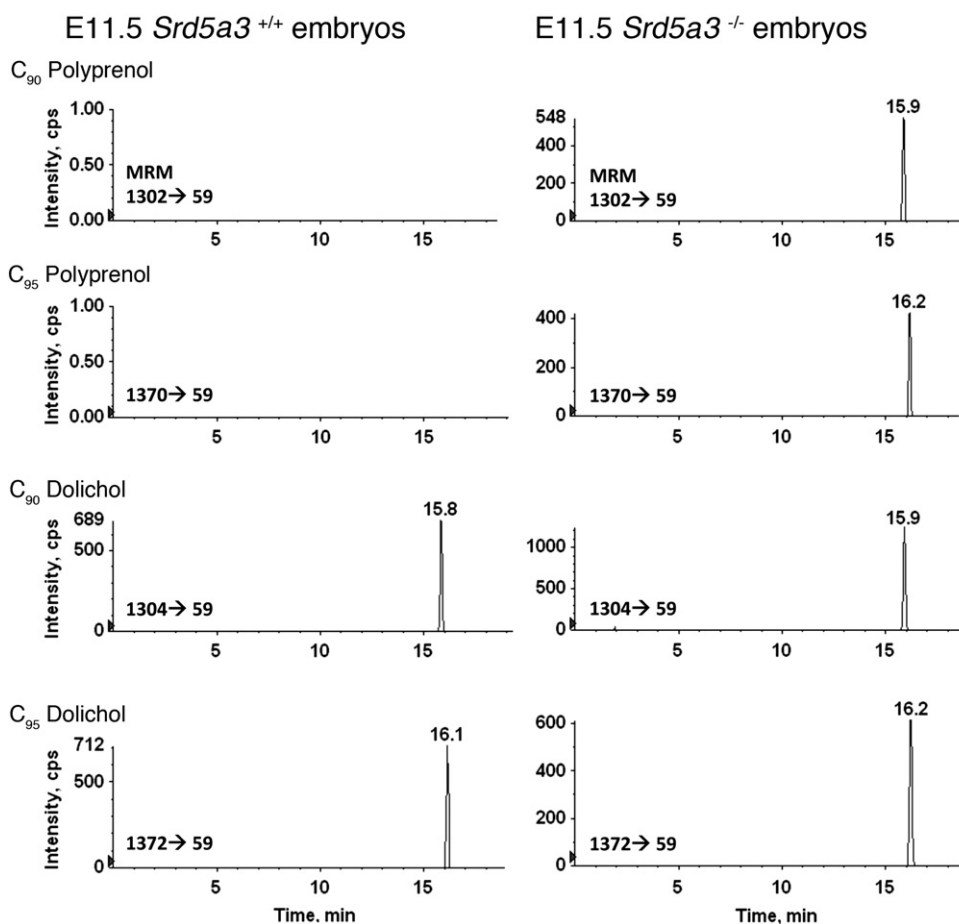 E11.5 Srd5a3 +/+ embryos
E11.5 Srd5a3 -/- embryos
C90 Polyprenol
Intensity, cps
1.00
0.50
0.00
MRM
1302→ 59
5 10 15
15.9
548
400
200
0
MRM
1302→ 59
5 10 15
C95 Polyprenol
Intensity, cps
1.00
0.50
0.00
1370→ 59
5 10 15
16.2
400
200
0
1370→ 59
5 10 15
C90 Dolichol
Intensity, cps
15.8
689
500
0
1304→ 59
5 10 15
15.9
1000
500
0
1304→ 59
5 10 15
C95 Dolichol
Intensity, cps
16.1
712
500
0
1372→ 59
5 10 15
Time, min
16.2
600
400
200
0
1372→ 59
5 10 15
Time, min